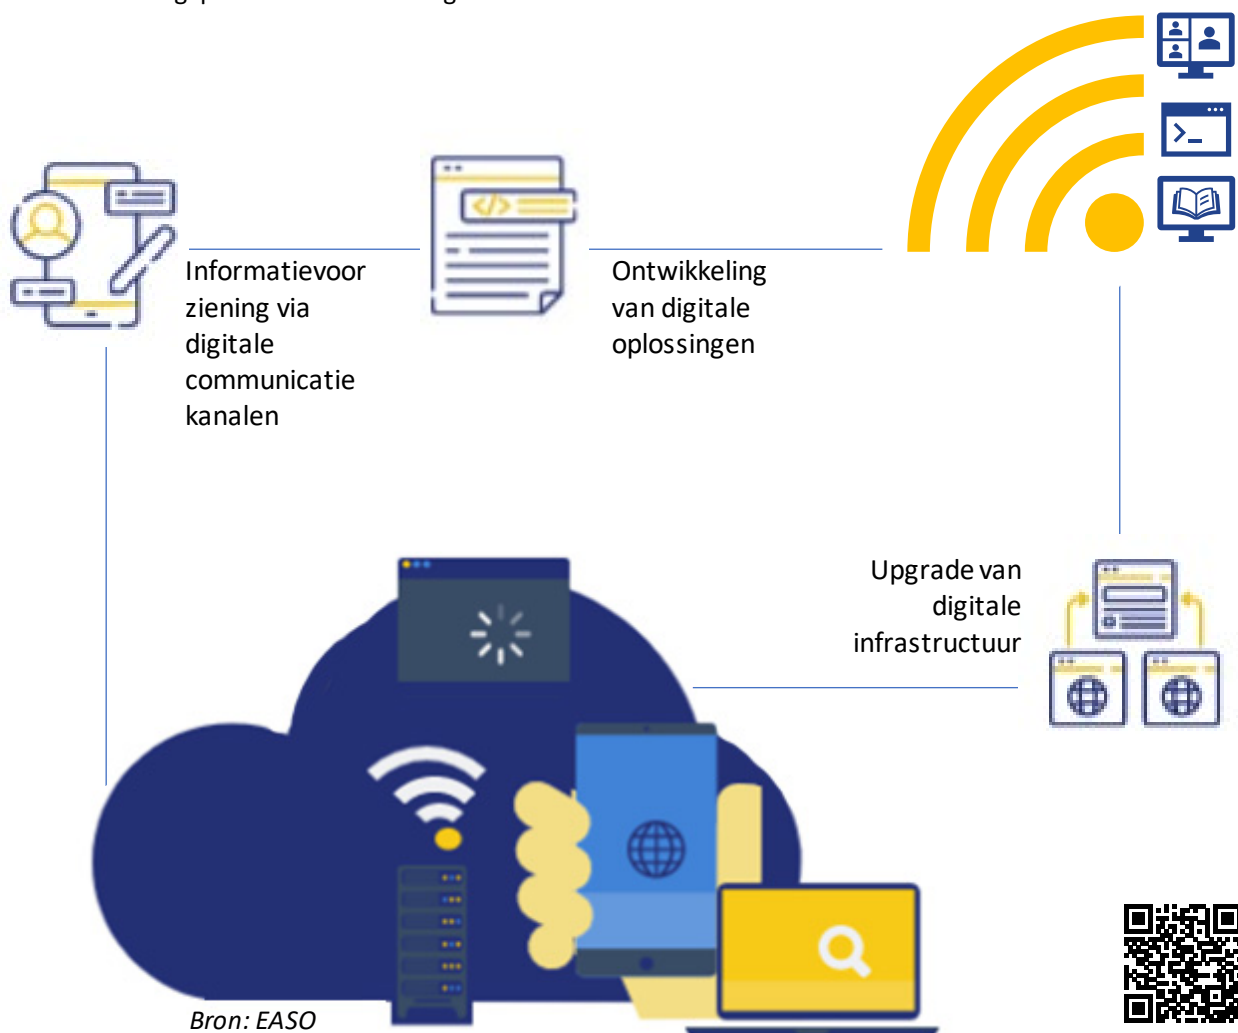 Informatievoor
ziening via
digitale
communicatie
kanalen
Ontwikkeling
van digitale
oplossingen
Upgrade van
digitale
infrastructuur
Bron: EASO